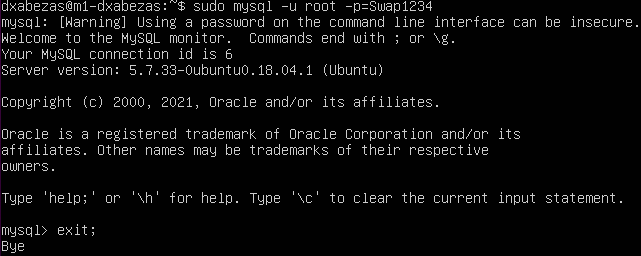 dxabezas@m1-dxabezas:~$ sudo mysql -u root -p=Swap1234
mysql: [Warning] Using a password on the command line interface can be insecure.
Welcome to the MySQL monitor.  Commands end with ; or \g.
Your MySQL connection id is 6
Server version: 5.7.33-0ubuntu0.18.04.1 (Ubuntu)

Copyright (c) 2000, 2021, Oracle and/or its affiliates.

Oracle is a registered trademark of Oracle Corporation and/or its
affiliates. Other names may be trademarks of their respective
owners.

Type 'help;' or '\h' for help. Type '\c' to clear the current input statement.

mysql> exit;
Bye